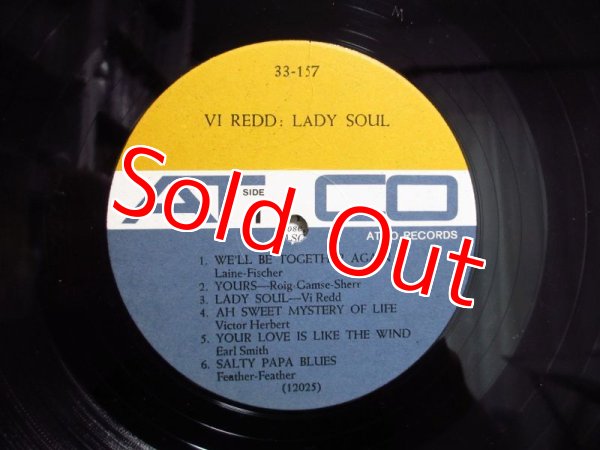 33-157
VI REDD: LADY SOUL
ATCO
SIDE
ATCO RECORDS
1. WE'LL BE TOGETHER AGAIN
Laine-Fischer
2. YOURS—Roig-Gamse-Sherr
3. LADY SOUL—Vi Redd
4. AH SWEET MYSTERY OF LIFE
Victor Herbert
5. YOUR LOVE IS LIKE THE WIND
Earl Smith
6. SALTY PAPA BLUES
Feather-Feather
(12025)
Sold Out